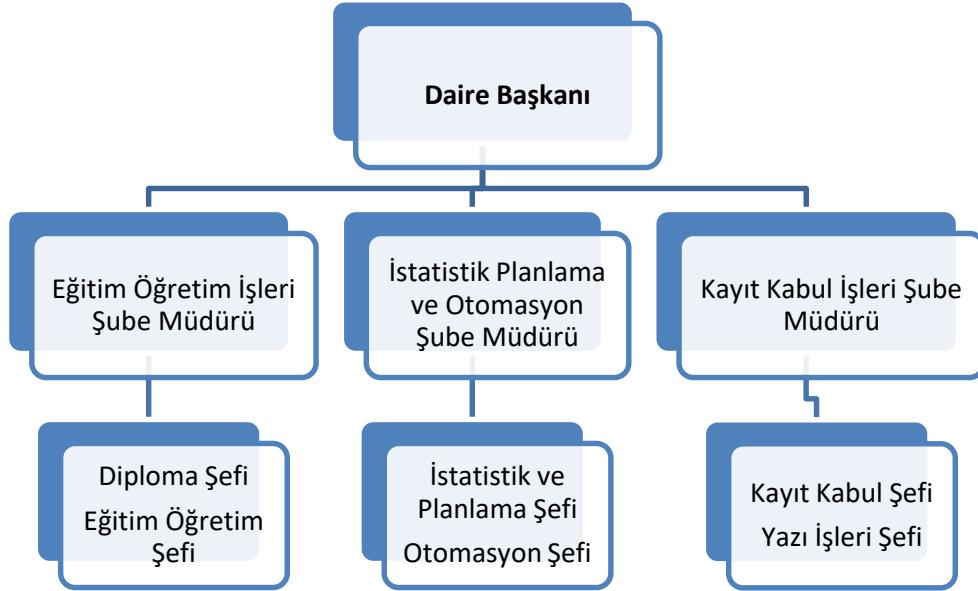 Daire Başkanı
Eğitim Öğretim İşleri
Şube Müdürü
İstatistik Planlama
ve Otomasyon
Şube Müdürü
Kayıt Kabul İşleri Şube
Müdürü
Diploma Şefi
Eğitim Öğretim
Şefi
İstatistik ve
Planlama Şefi
Otomasyon Şefi
Kayıt Kabul Şefi
Yazı İşleri Şefi